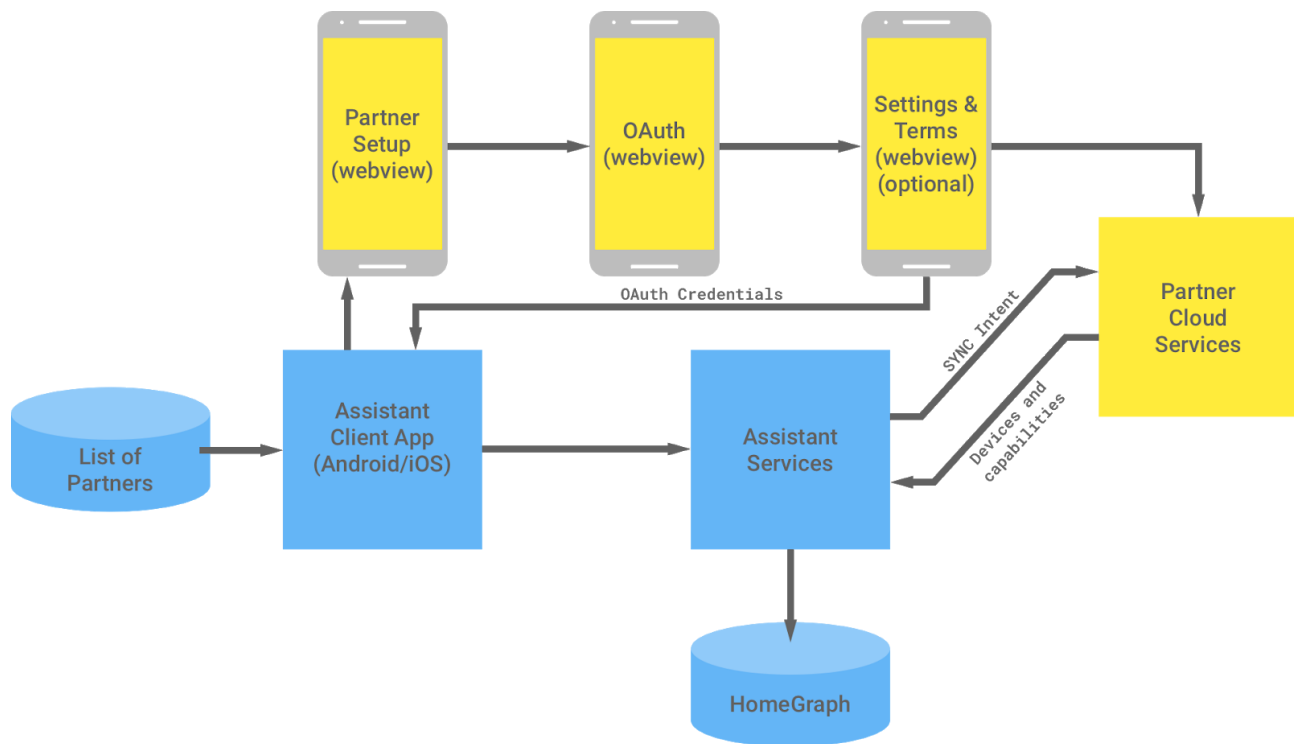 Partner
Setup
(webview)
OAuth
(webview)
Settings &
Terms
(webview)
(optional)
OAuth Credentials
SYNC Intent
Partner
Cloud
Services
Devices and
capabilities
List of
Partners
Assistant
Client App
(Android/iOS)
Assistant
Services
HomeGraph